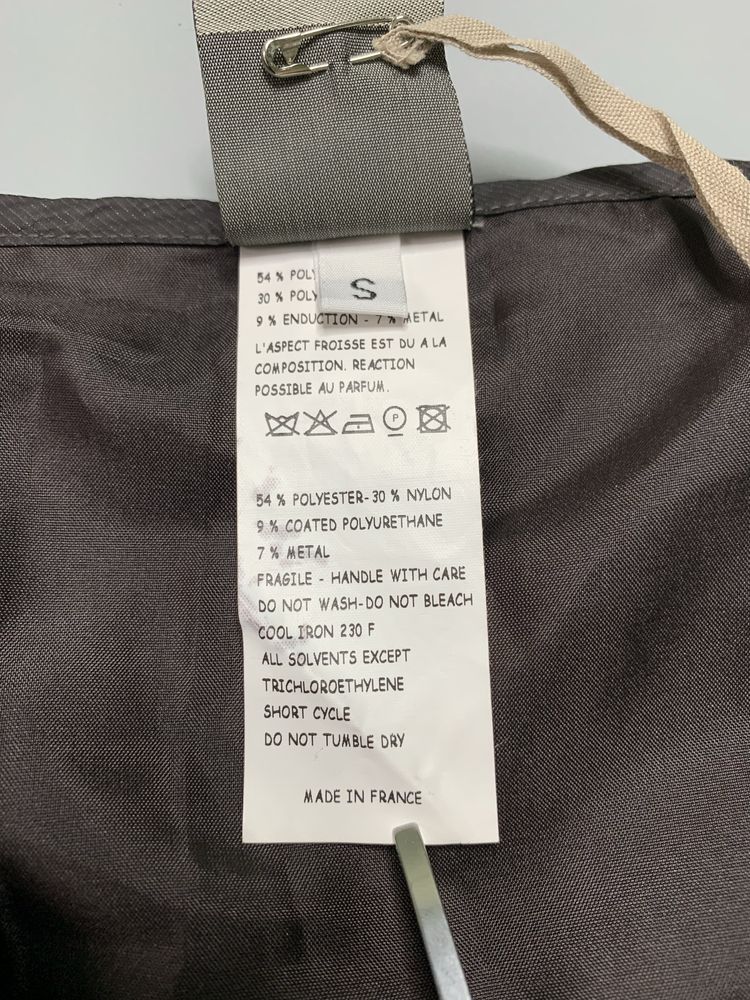 54 % POLY
30 % POLY
S
9 % ENDUCTION - 7 % METAL
L'ASPECT FROISSE EST DU A LA
COMPOSITION. REACTION
POSSIBLE AU PARFUM.
P
54 % POLYESTER-30 % NYLON
9 % COATED POLYURETHANE
7 % METAL
FRAGILE - HANDLE WITH CARE
DO NOT WASH-DO NOT BLEACH
COOL IRON 230 F
ALL SOLVENTS EXCEPT
TRICHLOROETHYLENE
SHORT CYCLE
DO NOT TUMBLE DRY
MADE IN FRANCE